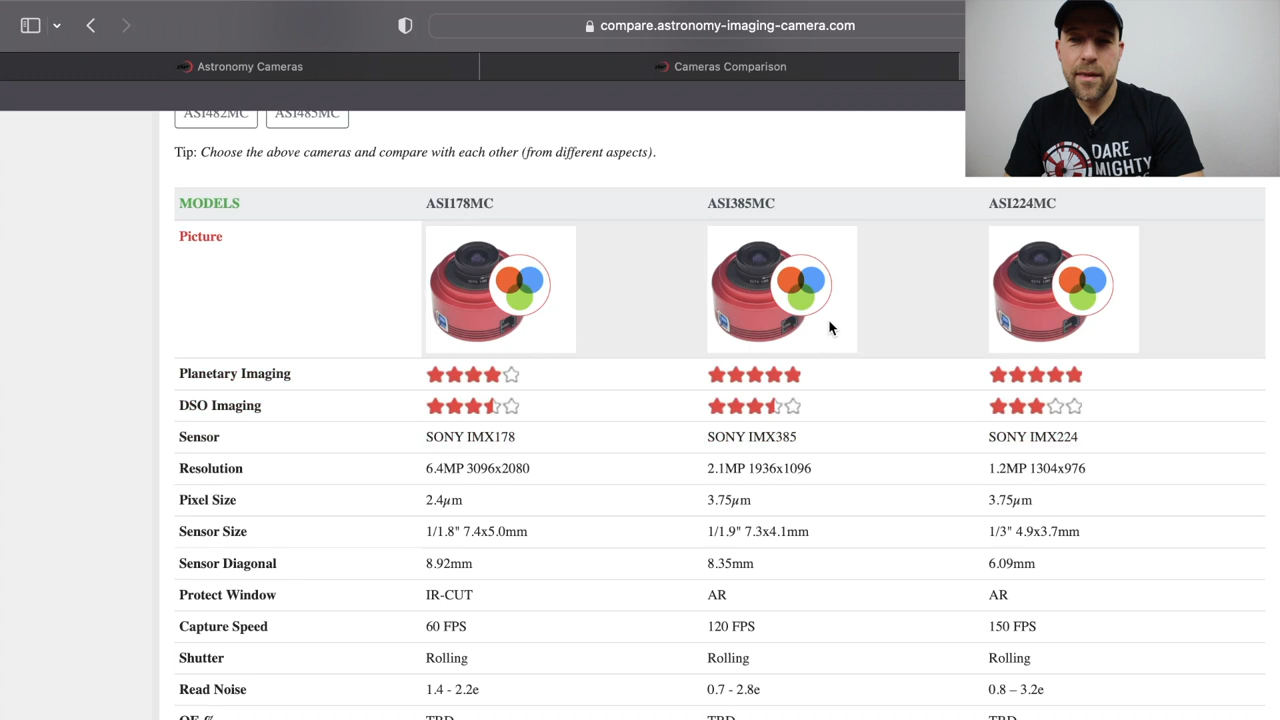 compare.astronomy-imaging-camera.com
Astronomy Cameras
Cameras Comparison
ASI482MC ASI485MC
Tip: Choose the above cameras and compare with each other (from different aspects).
DARE
MIGHTY
MODELS ASI178MC ASI385MC ASI224MC
Picture
Planetary Imaging
DSO Imaging
Sensor SONY IMX178 SONY IMX385 SONY IMX224
Resolution 6.4MP 3096x2080 2.1MP 1936x1096 1.2MP 1304x976
Pixel Size 2.4μm 3.75μm 3.75μm
Sensor Size 1/1.8" 7.4x5.0mm 1/1.9" 7.3x4.1mm 1/3" 4.9x3.7mm
Sensor Diagonal 8.92mm 8.35mm 6.09mm
Protect Window IR-CUT AR AR
Capture Speed 60 FPS 120 FPS 150 FPS
Shutter Rolling Rolling Rolling
Read Noise 1.4 - 2.2e 0.7 - 2.8e 0.8 – 3.2e
QE % TBD TBD TBD